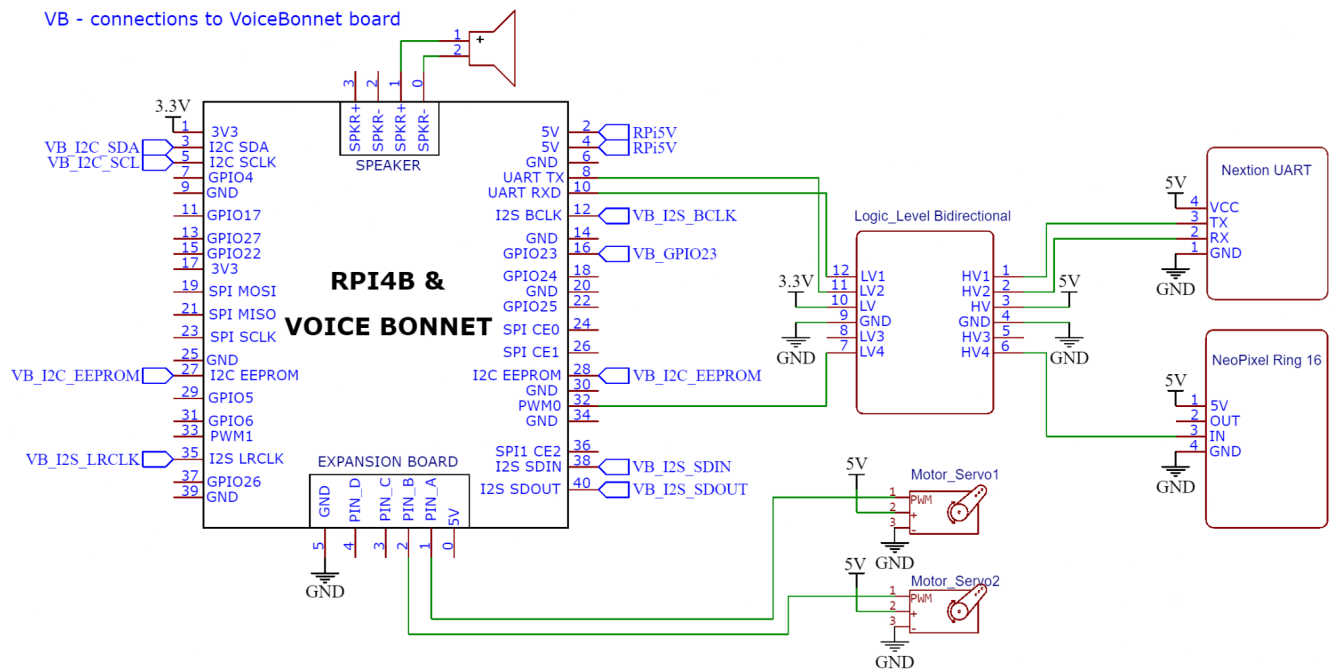 VB - connections to VoiceBonnet board
1
2
+
3
2
1
0
SPKR+
SPKR-
SPKR+
SPKR-
SPEAKER
3.3V
1 3V3
VB_I2C_SDA 3 I2C SDA
VB_I2C_SCL 5 I2C SCLK
7 GPIO4
9 GND
11 GPIO17
13 GPIO27
15 GPIO22
17 3V3
19 SPI MOSI
21 SPI MISO
23 SPI SCLK
25 GND
VB_I2C_EEPROM 27 I2C EEPROM
29 GPIO5
31 GPIO6
33 PWM1
VB_I2S_LRCLK 35 I2S LRCLK
37 GPIO26
39 GND
RPI4B &
VOICE BONNET
5V 2 RPi5V
5V 4 RPi5V
GND 6
UART TX 8
UART RXD 10
I2S BCLK 12 VB_I2S_BCLK
GND 14
GPIO23 16 VB_GPIO23
GPIO24 18
GND 20
GPIO25 22
SPI CE0 24
SPI CE1 26
I2C EEPROM 28 VB_I2C_EEPROM
GND 30
PWM0 32
GND 34
SPI1 CE2 36
I2S SDIN 38 VB_I2S_SDIN
I2S SDOUT 40 VB_I2S_SDOUT
EXPANSION BOARD
GND
PIN_D
PIN_C
PIN_B
PIN_A
5V
5
4
3
2
1
0
GND
Logic_Level Bidirectional
12 LV1 HV1 1
11 LV2 HV2 2
3.3V 10 LV HV 3 5V
9 GND GND 4
8 LV3 HV3 5
7 LV4 HV4 6
GND
GND
Nextion UART
5V
4 VCC
3 TX
2 RX
1 GND
GND
NeoPixel Ring 16
5V
1 5V
2 OUT
3 IN
4 GND
GND
Motor_Servo1
5V
1 PWM
2 +
3 -
GND
Motor_Servo2
5V
1 PWM
2 +
3 -
GND